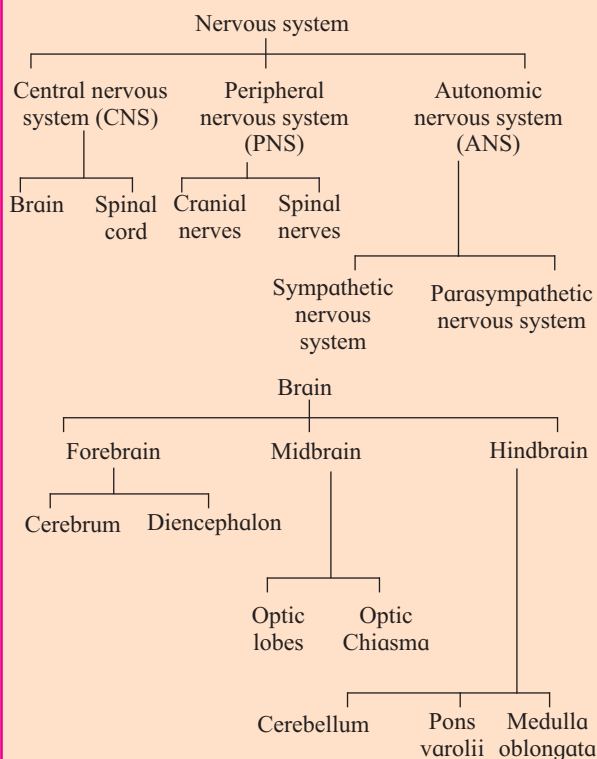 Nervous system
Central nervous
system (CNS)
Peripheral
nervous system
(PNS)
Autonomic
nervous system
(ANS)
Brain
Spinal
cord
Cranial
nerves
Spinal
nerves
Sympathetic
nervous
system
Parasympathetic
nervous system
Brain
Forebrain
Midbrain
Hindbrain
Cerebrum
Diencephalon
Optic
lobes
Optic
Chiasma
Cerebellum
Pons
varolii
Medulla
oblongata